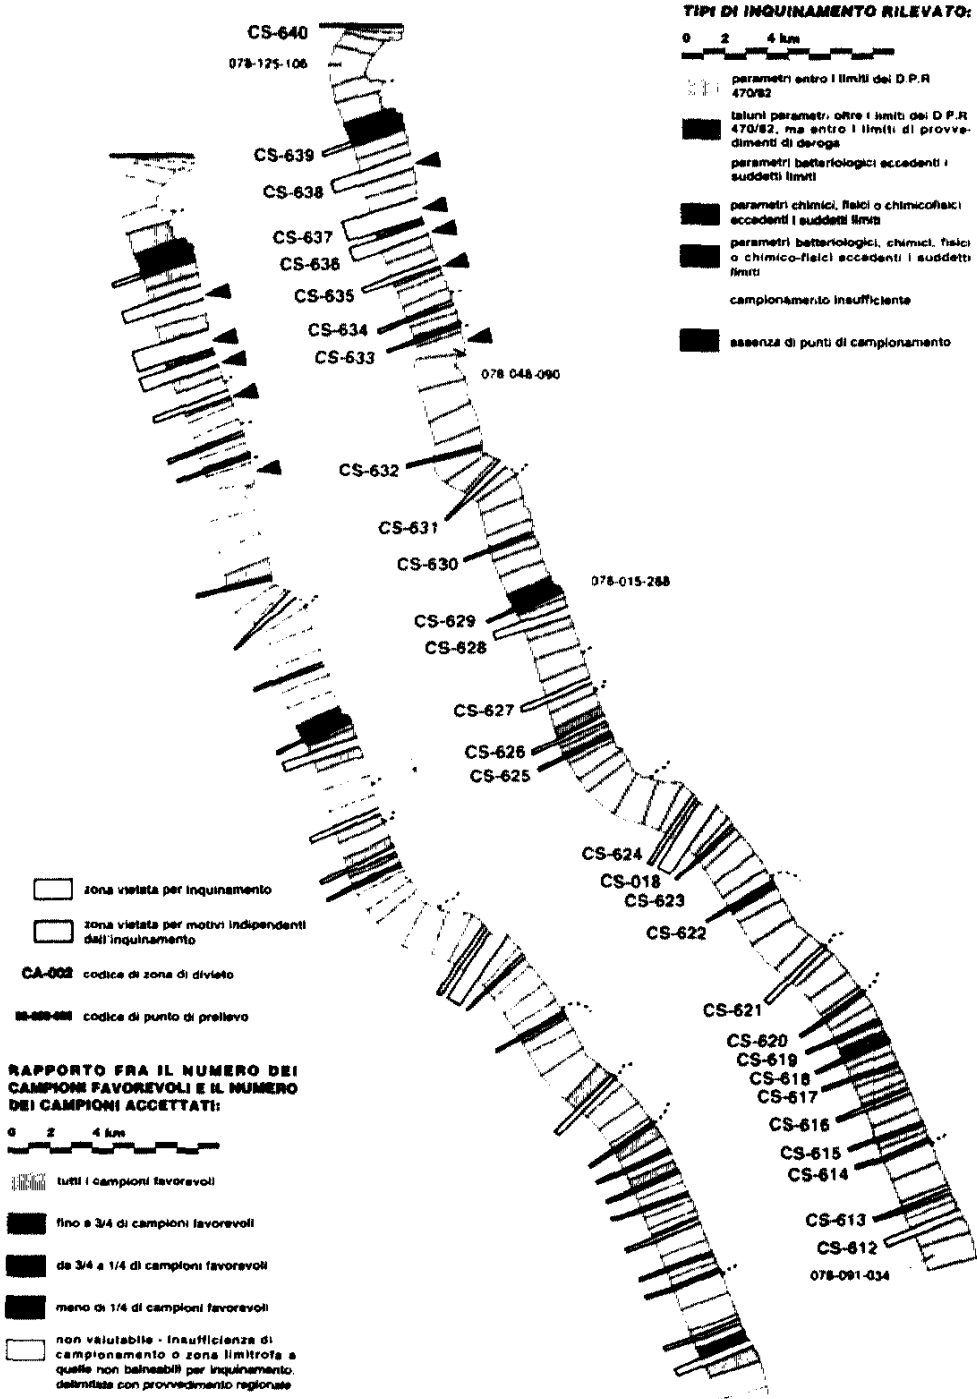 TIPI DI INQUINAMENTO RILEVATO:
0 2 4 km
parametri entro i limiti del D.P.R
470/82
taluni parametri oltre i limiti del D.P.R
470/82, ma entro i limiti di provve-
dimenti di deroga
parametri batteriologici eccedenti i
suddetti limiti
parametri chimici, fisici o chimicofisici
eccedenti i suddetti limiti
parametri batteriologici, chimici, fisici
o chimico-fisici eccedenti i suddetti
limiti
campionamento insufficiente
assenza di punti di campionamento
CS-640
078-125-106
CS-639
CS-638
CS-637
CS-636
CS-635
CS-634
CS-633
078-048-090
CS-632
CS-631
CS-630
078-015-288
CS-629
CS-628
CS-627
CS-626
CS-625
CS-624
CS-018
CS-623
CS-622
CS-621
CS-620
CS-619
CS-618
CS-617
CS-616
CS-615
CS-614
CS-613
CS-612
078-091-034
zona vietata per inquinamento
zona vietata per motivi indipendenti
dall'inquinamento
CA-002 codice di zona di divieto
codice di punto di prelievo
RAPPORTO FRA IL NUMERO DEI
CAMPIONI FAVOREVOLI E IL NUMERO
DEI CAMPIONI ACCETTATI:
0 2 4 km
tutti i campioni favorevoli
fino a 3/4 di campioni favorevoli
da 3/4 a 1/4 di campioni favorevoli
meno di 1/4 di campioni favorevoli
non valutabile - insufficienza di
campionamento o zona limitrofa a
quelle non balneabili per inquinamento,
delimitate con provvedimento regionale